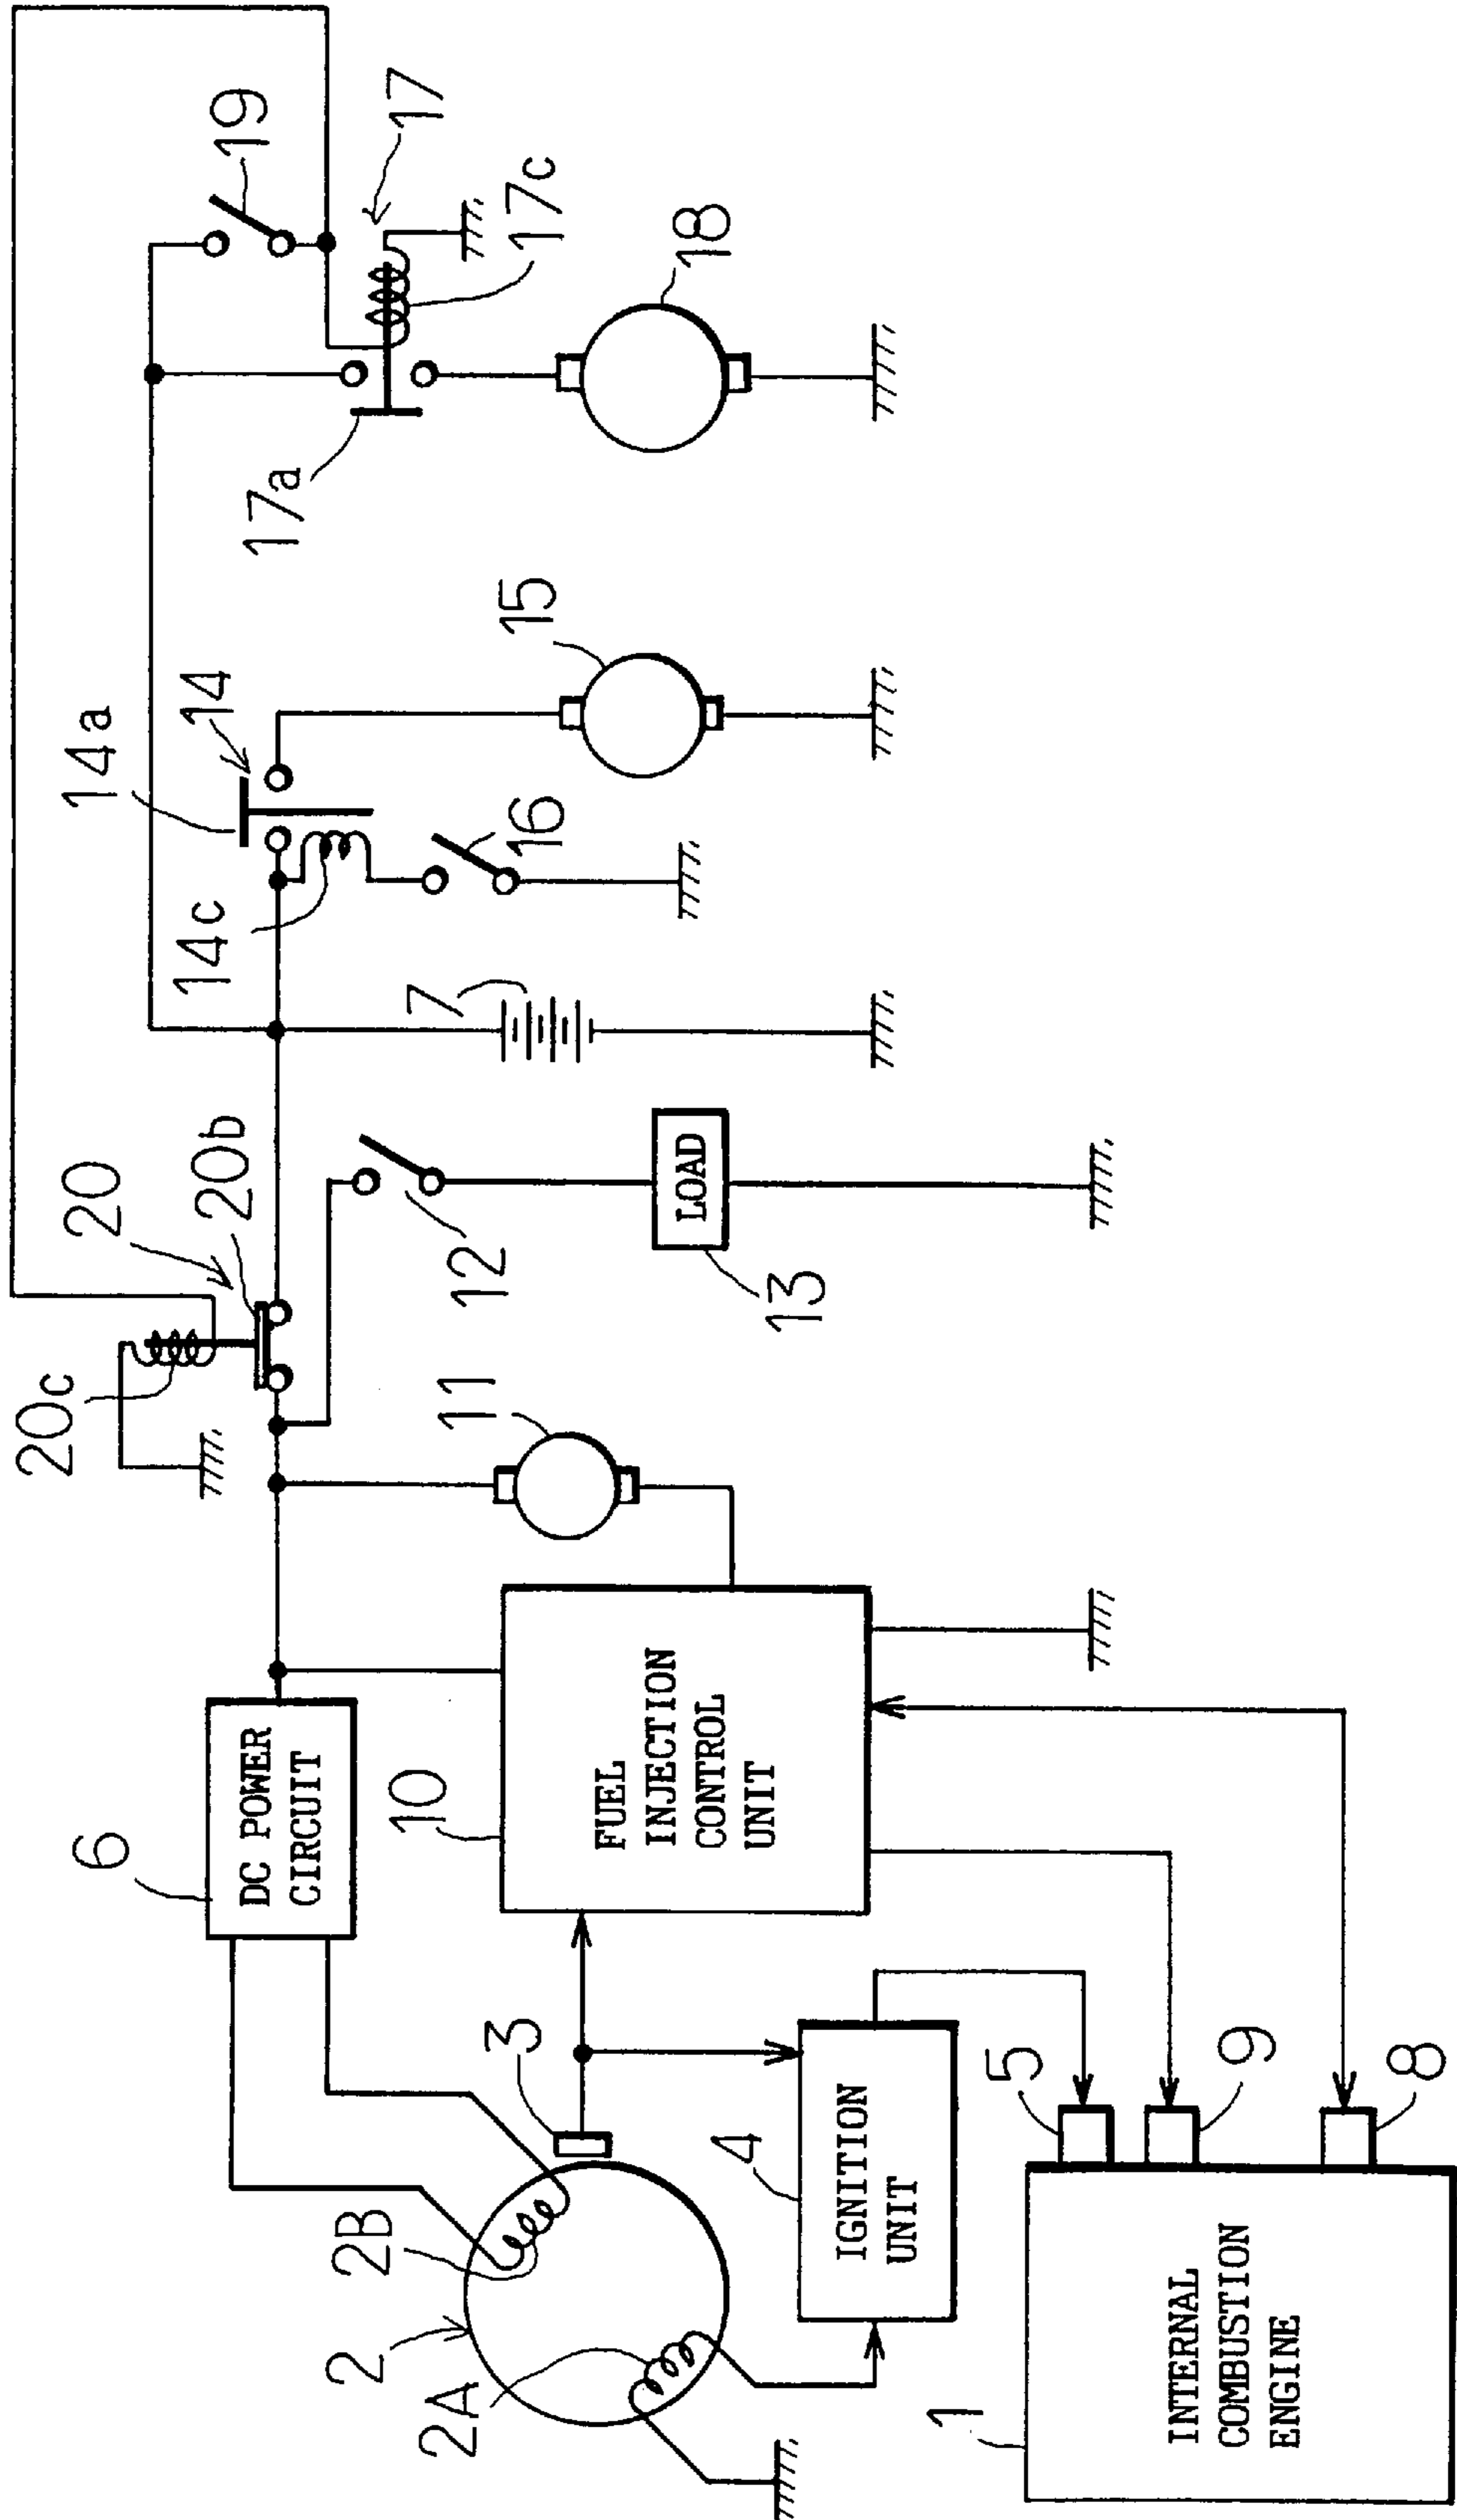 6
DC POWER
CIRCUIT
20c
20
20b
14a
14
14c
19
17
17a
17c
2
2B
2A
3
10
FUEL
INJECTION
CONTROL
UNIT
11
12
7
16
15
18
4
IGNITION
UNIT
13
LOAD
1
INTERNAL
COMBUSTION
ENGINE
5
9
8